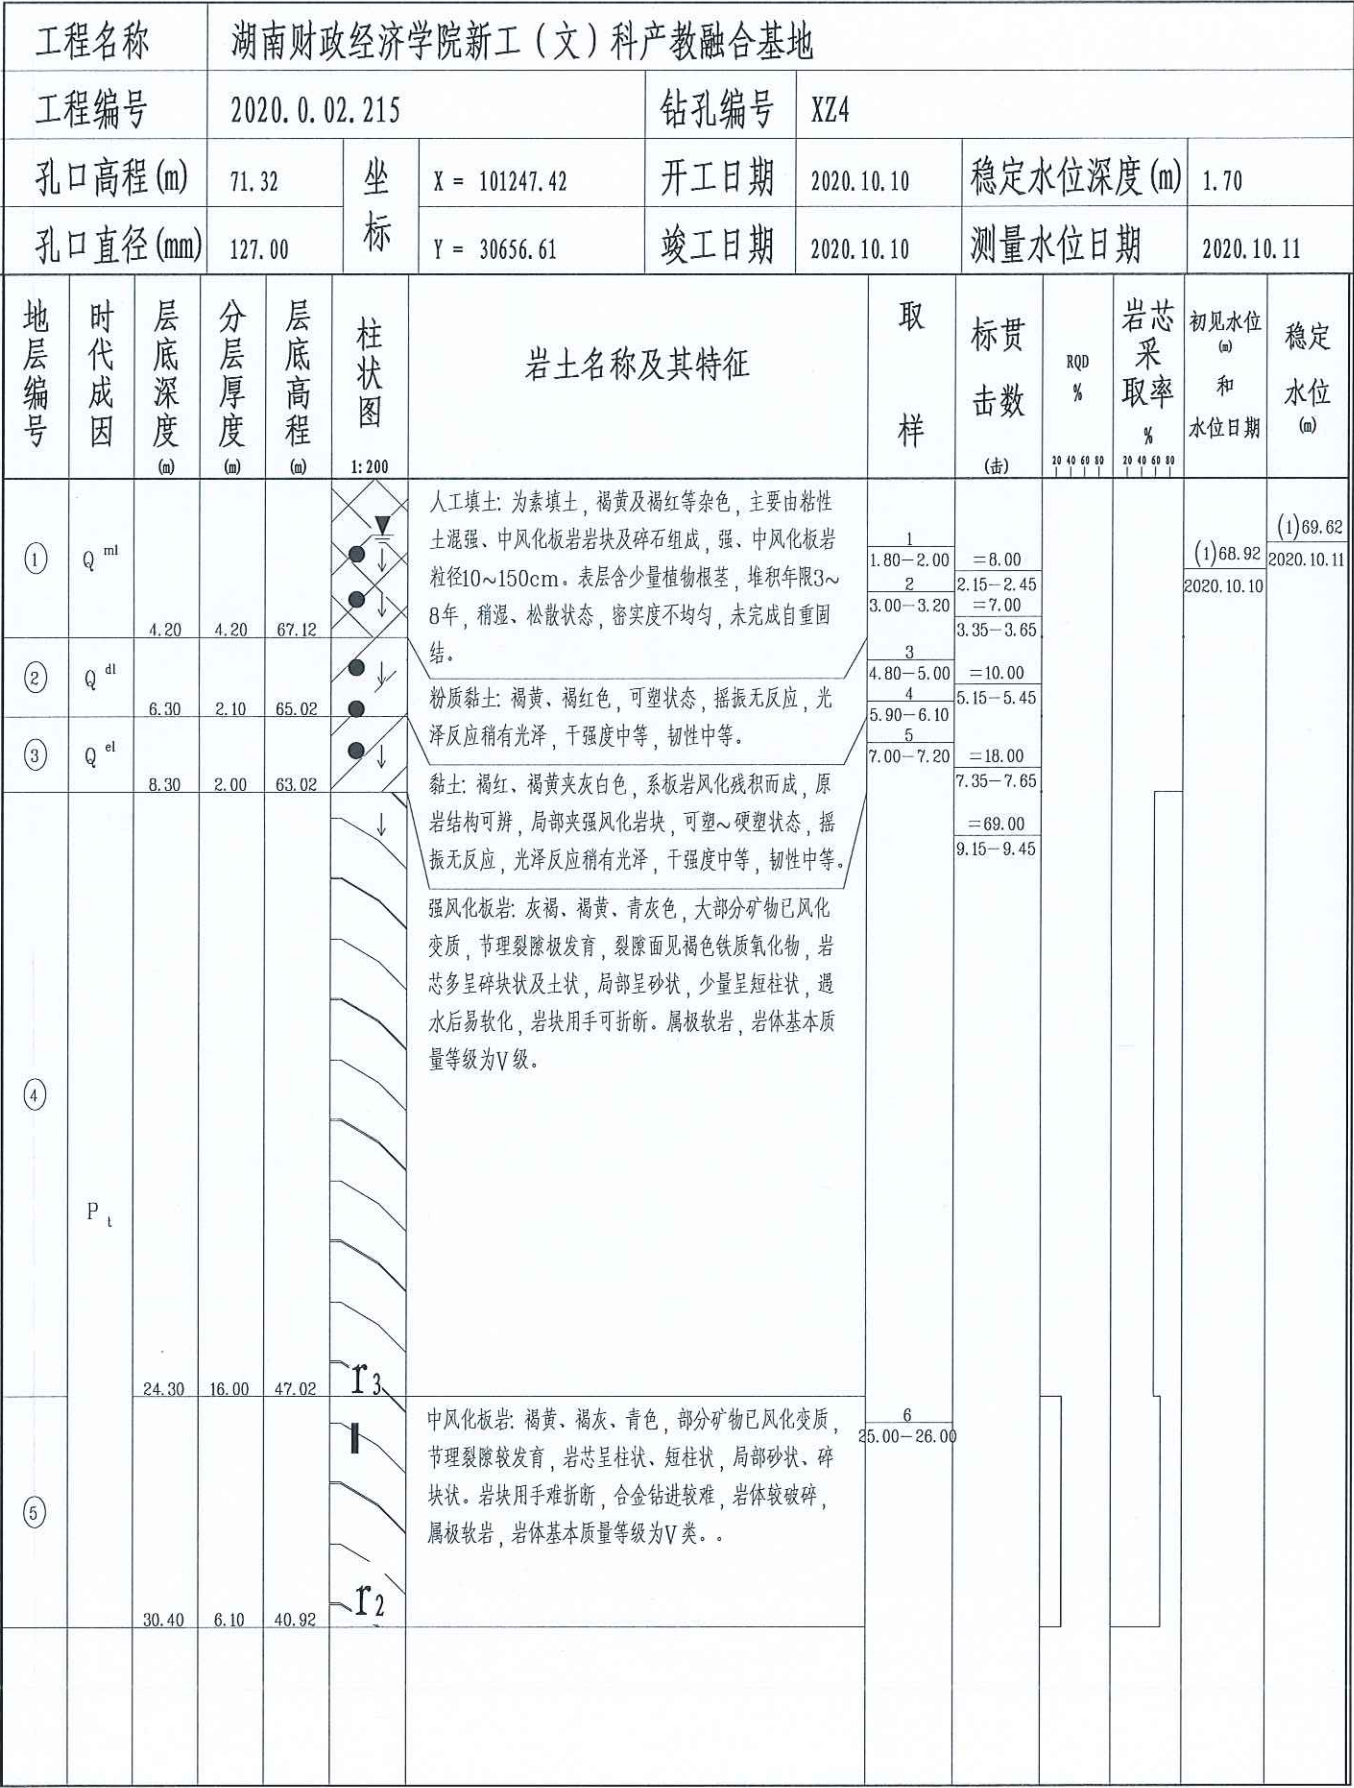 工程名称 湖南财政经济学院新工（文）科产教融合基地
工程编号 2020.0.02.215 钻孔编号 XZ4
孔口高程(m) 71.32 坐标 X = 101247.42 开工日期 2020.10.10 稳定水位深度(m) 1.70
孔口直径(mm) 127.00 Y = 30656.61 竣工日期 2020.10.10 测量水位日期 2020.10.11
地层编号 时代成因 层底深度(m) 分层厚度(m) 层底高程(m) 柱状图 1:200 岩土名称及其特征 取样 标贯击数(击) RQD % 20 40 60 80 岩芯采取率 % 20 40 60 80 初见水位(m)和水位日期 稳定水位(m)
① Q ml 4.20 4.20 67.12
人工填土: 为素填土, 褐黄及褐红等杂色, 主要由粘性
土混强、中风化板岩岩块及碎石组成, 强、中风化板岩
粒径10~150cm。表层含少量植物根茎, 堆积年限3~
8年, 稍湿、松散状态, 密实度不均匀, 未完成自重固
结。
1
1.80-2.00
2
3.00-3.20
=8.00
2.15-2.45
=7.00
3.35-3.65
(1)68.92
2020.10.10
(1)69.62
2020.10.11
② Q dl 6.30 2.10 65.02
粉质黏土: 褐黄、褐红色, 可塑状态, 摇振无反应, 光
泽反应稍有光泽, 干强度中等, 韧性中等。
3
4.80-5.00
4
5.90-6.10
=10.00
5.15-5.45
③ Q el 8.30 2.00 63.02
黏土: 褐红、褐黄夹灰白色, 系板岩风化残积而成, 原
岩结构可辨, 局部夹强风化岩块, 可塑~硬塑状态, 摇
振无反应, 光泽反应稍有光泽, 干强度中等, 韧性中等。
5
7.00-7.20
=18.00
7.35-7.65
=69.00
9.15-9.45
④ Pt 24.30 16.00 47.02 r3
强风化板岩: 灰褐、褐黄、青灰色, 大部分矿物已风化
变质, 节理裂隙极发育, 裂隙面见褐色铁质氧化物, 岩
芯多呈碎块状及土状, 局部呈砂状, 少量呈短柱状, 遇
水后易软化, 岩块用手可折断。属极软岩, 岩体基本质
量等级为V级。
⑤ 30.40 6.10 40.92 r2
中风化板岩: 褐黄、褐灰、青色, 部分矿物已风化变质,
节理裂隙较发育, 岩芯呈柱状、短柱状, 局部砂状、碎
块状。岩块用手难折断, 合金钻进较难, 岩体较破碎,
属极软岩, 岩体基本质量等级为V类。。
6
25.00-26.00